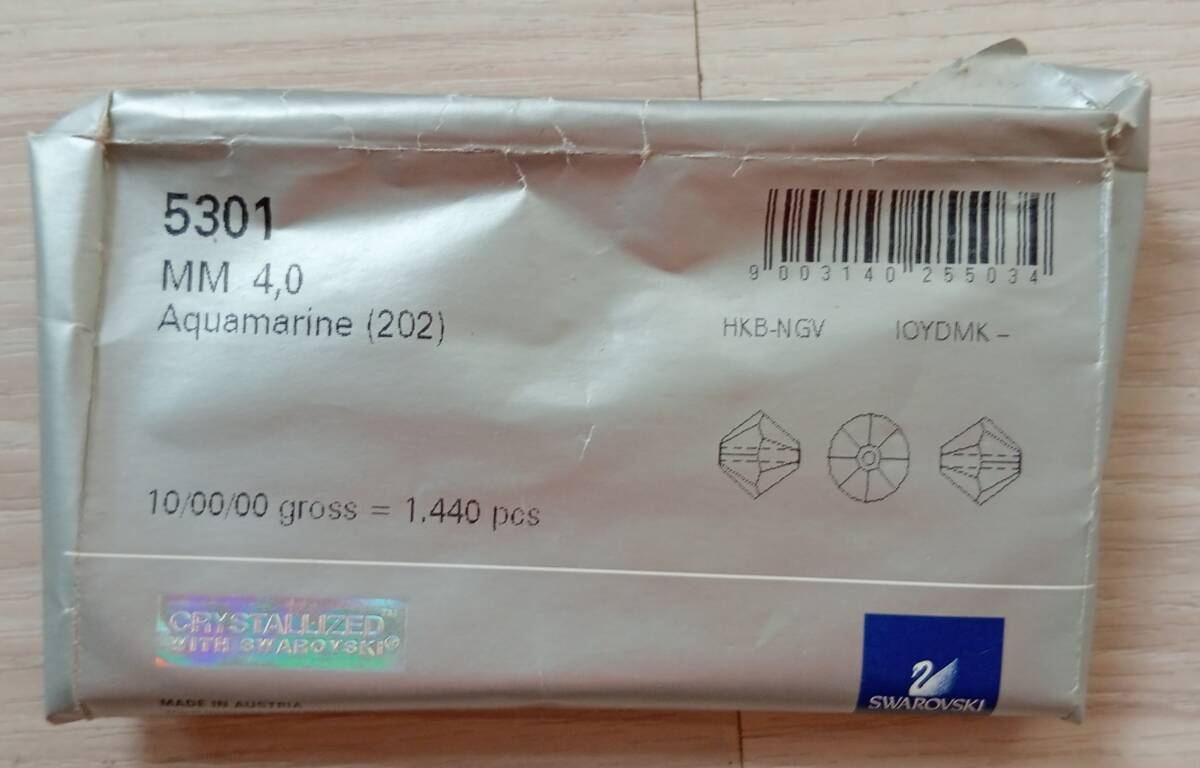 5301
MM 4,0
Aquamarine (202)
9 003140 255034
HKB-NGV IOYDMK –
10/00/00 gross = 1.440 pcs
CRYSTALLIZED™
WITH SWAROVSKI®
MADE IN AUSTRIA
SWAROVSKI